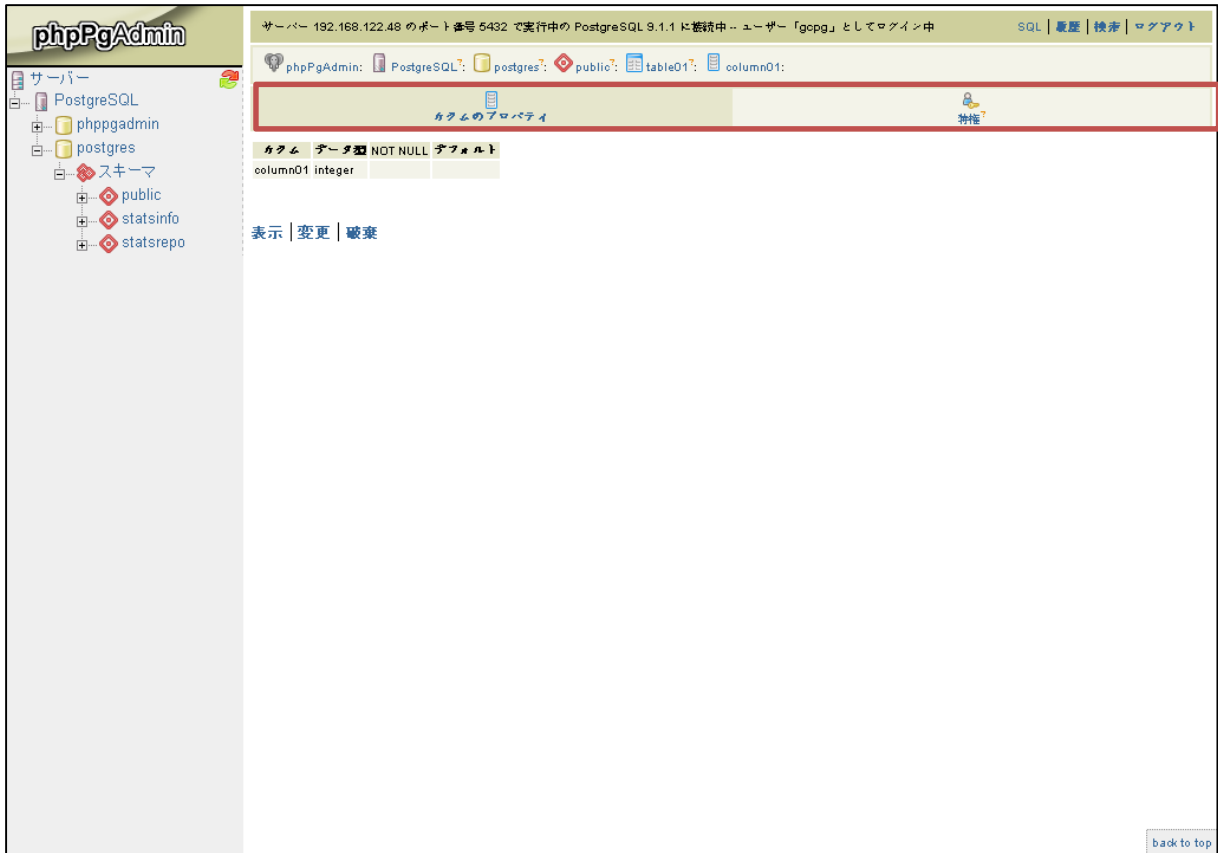 phpPgAdmin
サーバー 192.168.122.48 のポート番号 5432 で実行中の PostgreSQL 9.1.1 に接続中 -- ユーザー「gopg」としてログイン中
SQL | 履歴 | 検索 | ログアウト
phpPgAdmin: PostgreSQL?: postgres?: public?: table01?: column01:
カラムのプロパティ
特権?
サーバー
PostgreSQL
phppgadmin
postgres
スキーマ
public
statsinfo
statsrepo
カラム データ型 NOT NULL デフォルト
column01 integer
表示 | 変更 | 破棄
back to top